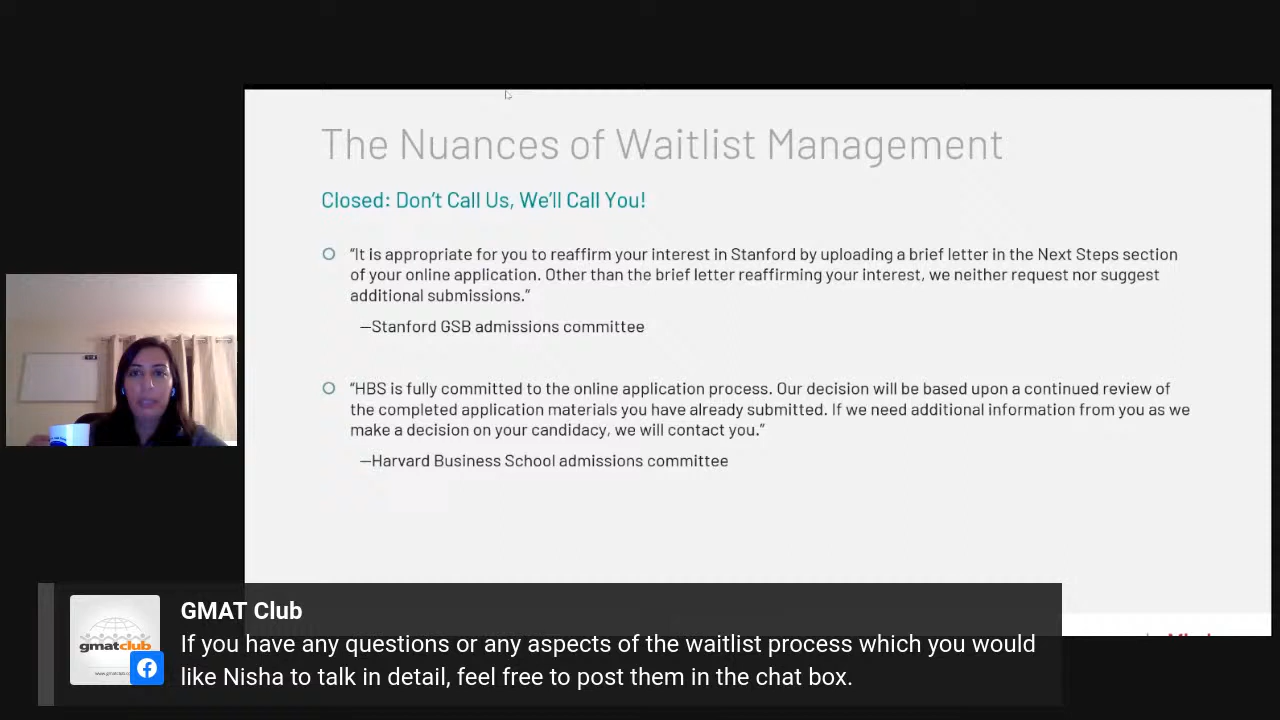 The Nuances of Waitlist Management
Closed: Don't Call Us, We'll Call You!
"It is appropriate for you to reaffirm your interest in Stanford by uploading a brief letter in the Next Steps section
of your online application. Other than the brief letter reaffirming your interest, we neither request nor suggest
additional submissions."
—Stanford GSB admissions committee
"HBS is fully committed to the online application process. Our decision will be based upon a continued review of
the completed application materials you have already submitted. If we need additional information from you as we
make a decision on your candidacy, we will contact you."
—Harvard Business School admissions committee
GMAT Club
If you have any questions or any aspects of the waitlist process which you would
like Nisha to talk in detail, feel free to post them in the chat box.
gmatclub